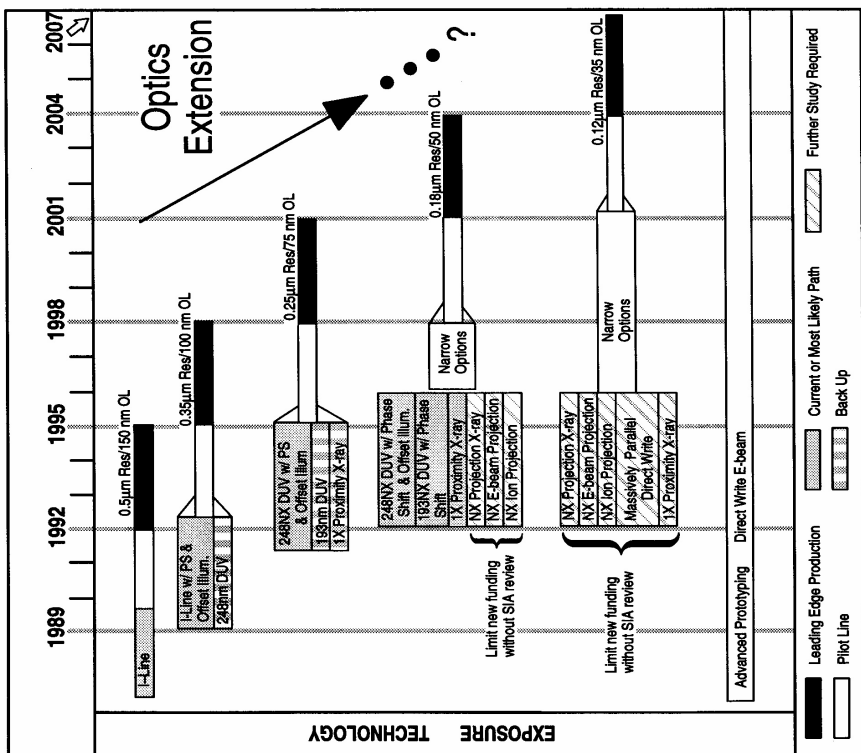 1989
1992
1995
1998
2001
2004
2007
EXPOSURE TECHNOLOGY
I-Line
0.5µm Res/150 nm OL
I-Line w/ PS &
Offset Illum.
248nm DUV
0.35µm Res/100 nm OL
248NX DUV w/ PS
& Offset Illum
193nm DUV
1X Proximity X-ray
0.25µm Res/75 nm OL
248NX DUV w/Phase
Shift & Offset Illum.
193NX DUV w/ Phase
Shift
1X Proximity X-ray
NX Projection X-ray
NX E-beam Projection
NX Ion Projection
Limit new funding
without SIA review
Narrow
Options
0.18µm Res/50 nm OL
NX Projection X-ray
NX E-beam Projection
NX Ion Projection
Massively Parallel
Direct Write
1X Proximity X-ray
Limit new funding
without SIA review
Narrow
Options
0.12µm Res/35 nm OL
Optics
Extension
?
Advanced Prototyping
Direct Write E-beam
Leading Edge Production
Current or Most Likely Path
Further Study Required
Pilot Line
Back Up